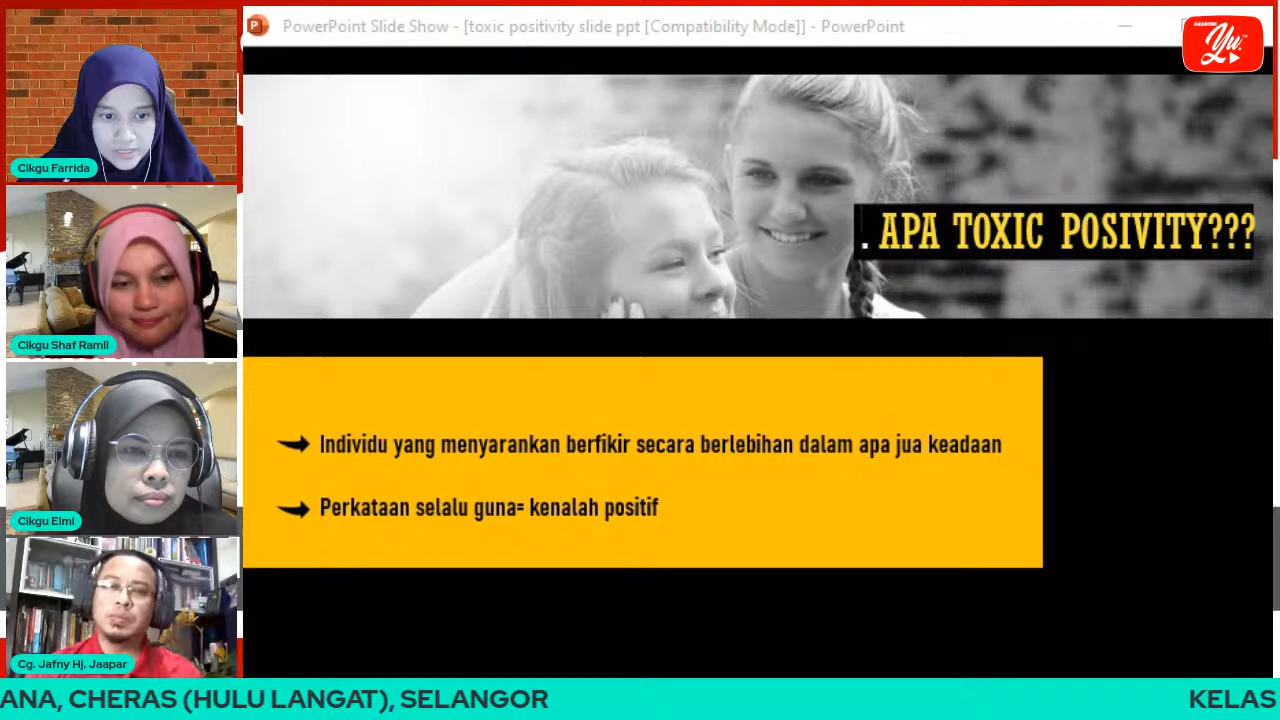 PowerPoint Slide Show - [toxic positivity slide ppt [Compatibility Mode]] - PowerPoint
AKADEMI
Yu.
. APA TOXIC POSIVITY???
Cikgu Farrida
Cikgu Shaf Ramli
Cikgu Elmi
Cg. Jafny Hj. Jaapar
Individu yang menyarankan berfikir secara berlebihan dalam apa jua keadaan
Perkataan selalu guna= kenalah positif
ANA, CHERAS (HULU LANGAT), SELANGOR
KELAS